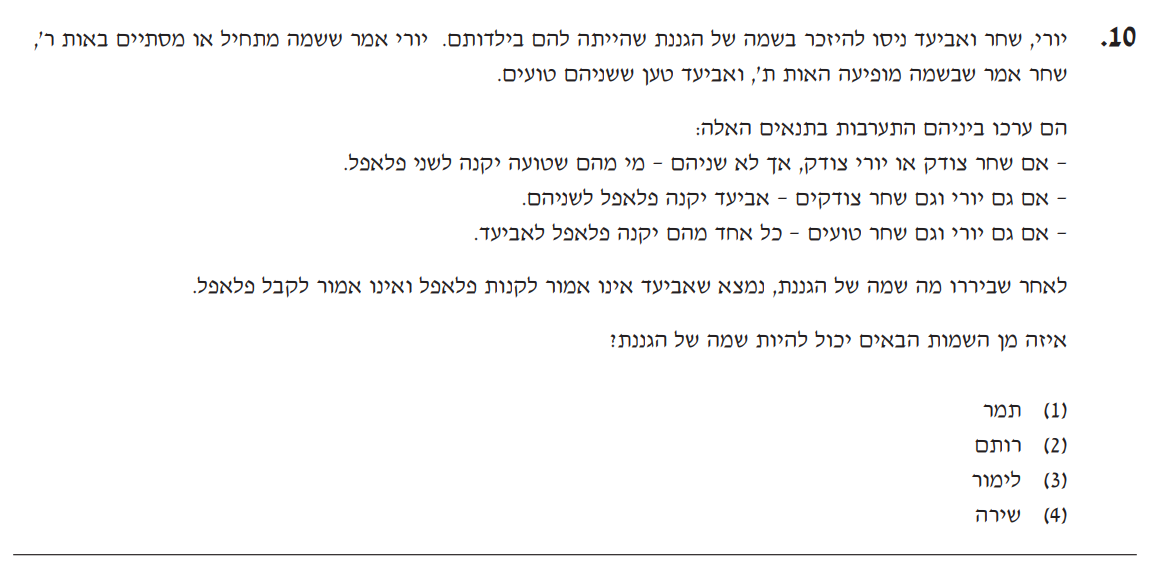 10. יורי, שחר ואביעד ניסו להיזכר בשמה של הגננת שהייתה להם בילדותם. יורי אמר ששמה מתחיל או מסתיים באות ר',
שחר אמר שבשמה מופיעה האות ת', ואביעד טען ששניהם טועים.
הם ערכו ביניהם התערבות בתנאים האלה:
– אם שחר צודק או יורי צודק, אך לא שניהם – מי מהם שטועה יקנה לשני פלאפל.
– אם גם יורי וגם שחר צודקים – אביעד יקנה פלאפל לשניהם.
– אם גם יורי וגם שחר טועים – כל אחד מהם יקנה פלאפל לאביעד.
לאחר שביררו מה שמה של הגננת, נמצא שאביעד אינו אמור לקנות פלאפל ואינו אמור לקבל פלאפל.
איזה מן השמות הבאים יכול להיות שמה של הגננת?
(1) תמר
(2) רותם
(3) לימור
(4) שירה